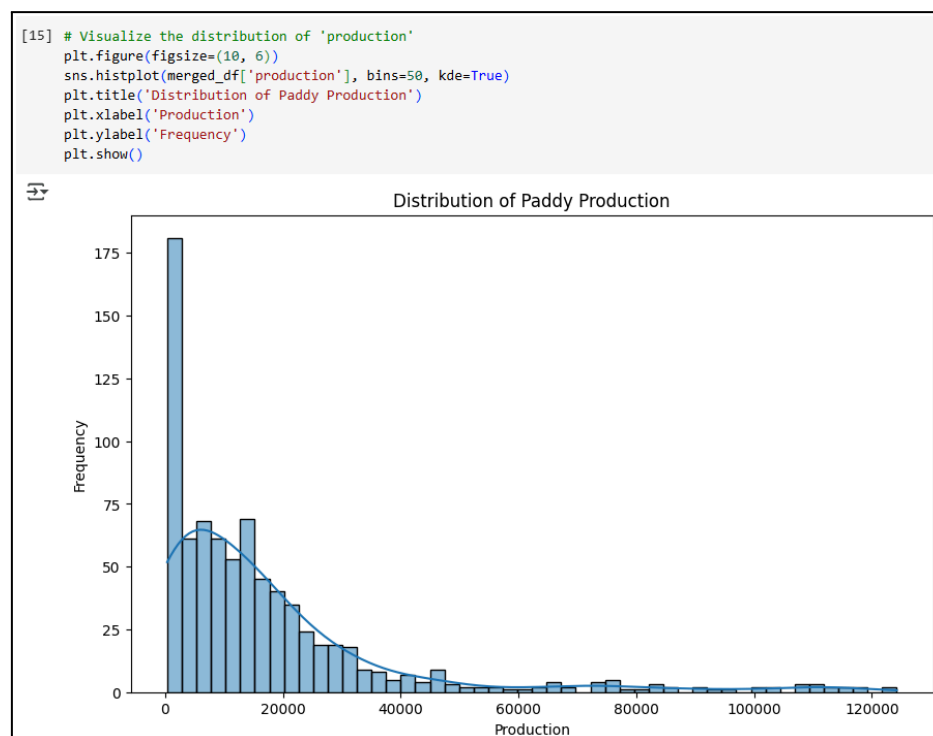 [15] # Visualize the distribution of 'production'
plt.figure(figsize=(10, 6))
sns.histplot(merged_df['production'], bins=50, kde=True)
plt.title('Distribution of Paddy Production')
plt.xlabel('Production')
plt.ylabel('Frequency')
plt.show()
Distribution of Paddy Production
175
150
125
100
75
50
25
0
Frequency
0 20000 40000 60000 80000 100000 120000
Production